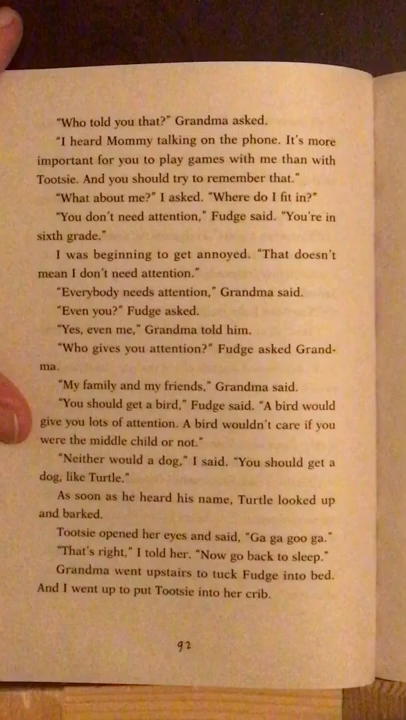 "Who told you that?" Grandma asked.
"I heard Mommy talking on the phone. It's more
important for you to play games with me than with
Tootsie. And you should try to remember that."
"What about me?" I asked. "Where do I fit in?"
"You don't need attention," Fudge said. "You're in
sixth grade."
I was beginning to get annoyed. "That doesn't
mean I don't need attention."
"Everybody needs attention," Grandma said.
"Even you?" Fudge asked.
"Yes, even me," Grandma told him.
"Who gives you attention?" Fudge asked Grand-
ma.
"My family and my friends," Grandma said.
"You should get a bird," Fudge said. "A bird would
give you lots of attention. A bird wouldn't care if you
were the middle child or not."
"Neither would a dog," I said. "You should get a
dog, like Turtle."
As soon as he heard his name, Turtle looked up
and barked.
Tootsie opened her eyes and said, "Ga ga goo ga."
"That's right," I told her. "Now go back to sleep."
Grandma went upstairs to tuck Fudge into bed.
And I went up to put Tootsie into her crib.
92